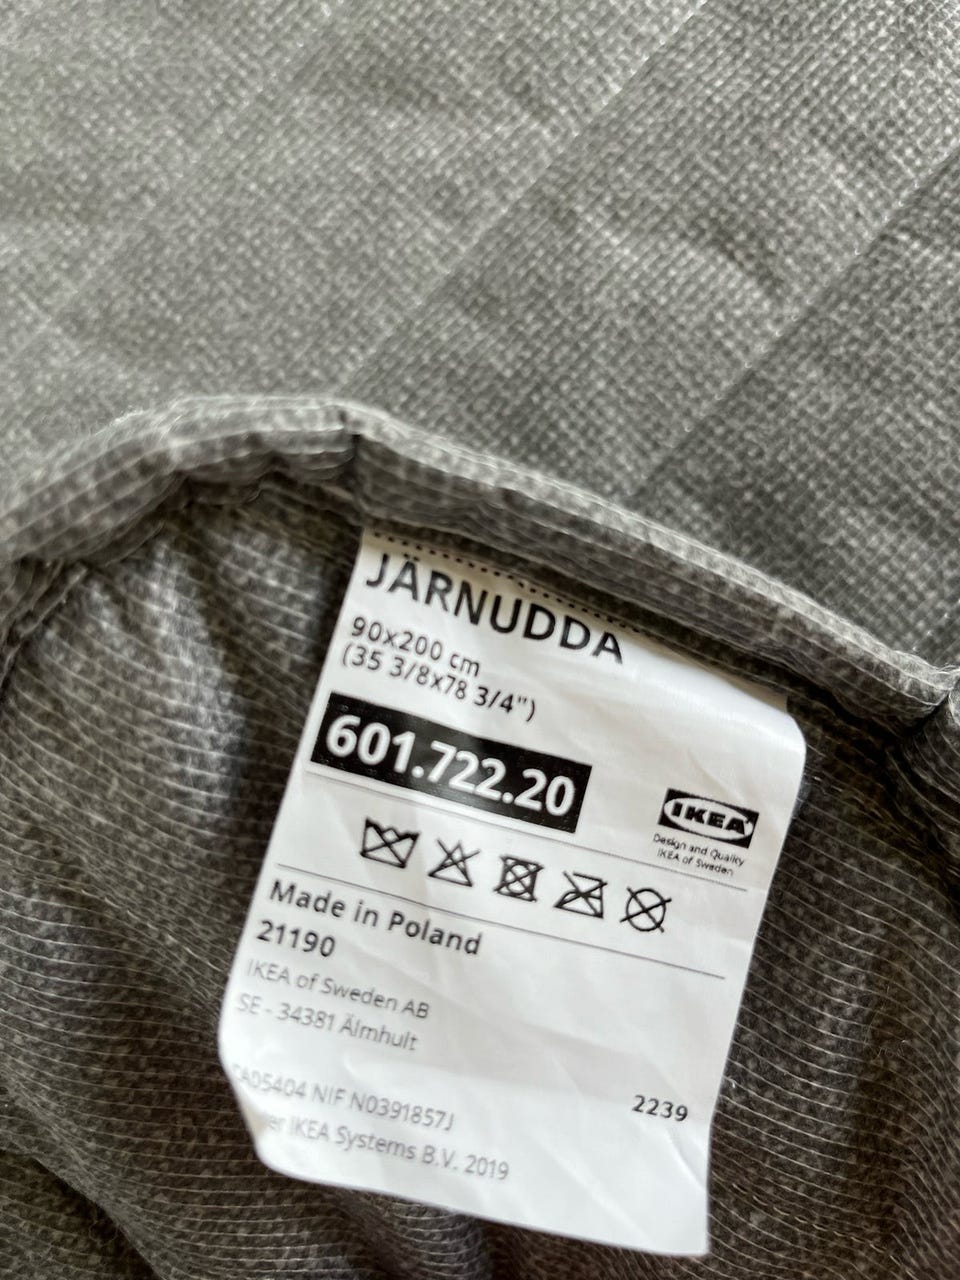 JÄRNUDDA
90x200 cm
(35 3/8x78 3/4")
601.722.20
IKEA
Design and Quality
IKEA of Sweden
Made in Poland
21190
IKEA of Sweden AB
SE - 34381 Älmhult
CA05404 NIF N0391857J
2239
IKEA Systems B.V. 2019